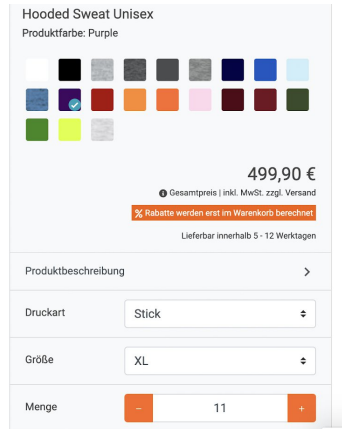 Hooded Sweat Unisex
Produktfarbe: Purple
499,90 €
Gesamtpreis | inkl. MwSt. zzgl. Versand
% Rabatte werden erst im Warenkorb berechnet
Lieferbar innerhalb 5 - 12 Werktagen
Produktbeschreibung
Druckart Stick
Größe XL
Menge - 11 +